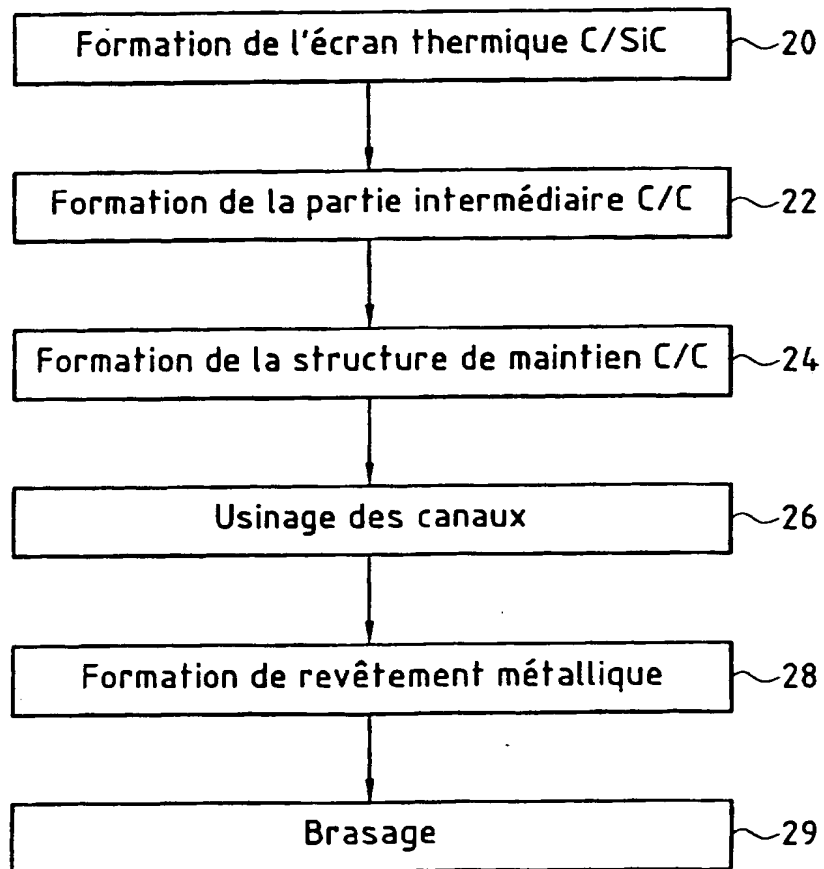 Formation de l'écran thermique C/SiC 20
Formation de la partie intermédiaire C/C 22
Formation de la structure de maintien C/C 24
Usinage des canaux 26
Formation de revêtement métallique 28
Brasage 29